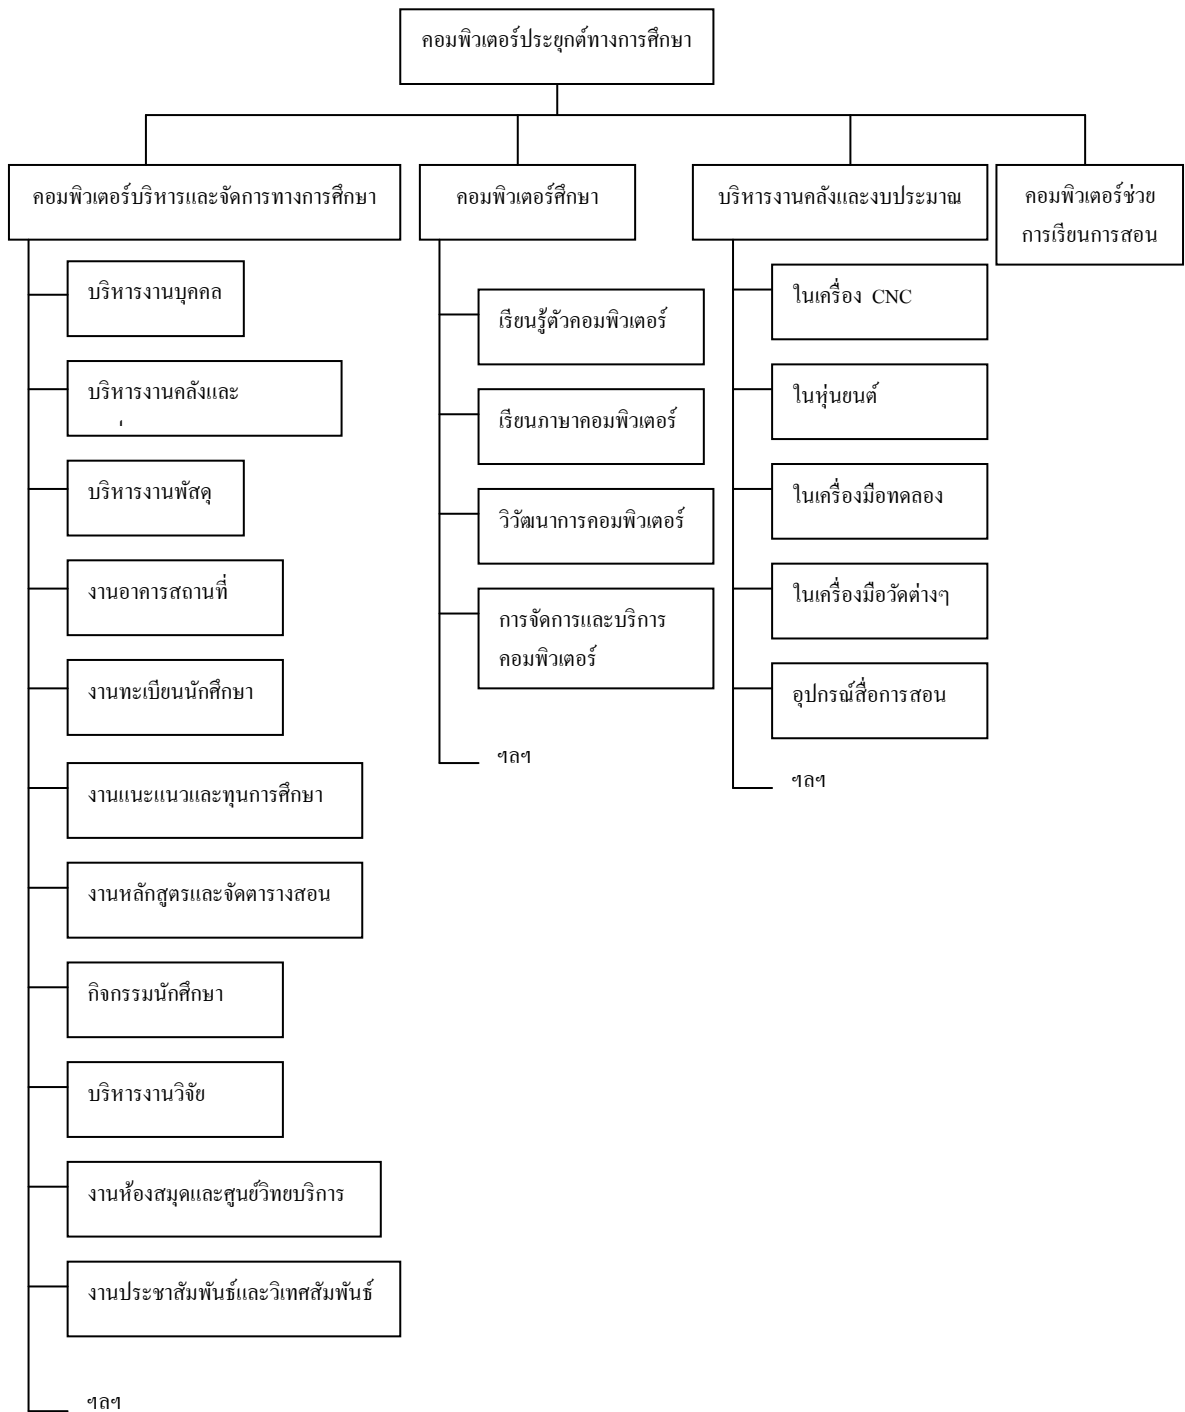 คอมพิวเตอร์ประยุกต์ทางการศึกษา
คอมพิวเตอร์บริหารและจัดการทางการศึกษา
บริหารงานบุคคล
บริหารงานคลังและ
บริหารงานพัสดุ
งานอาคารสถานที่
งานทะเบียนนักศึกษา
งานแนะแนวและทุนการศึกษา
งานหลักสูตรและจัดตารางสอน
กิจกรรมนักศึกษา
บริหารงานวิจัย
งานห้องสมุดและศูนย์วิทยบริการ
งานประชาสัมพันธ์และวิเทศสัมพันธ์
ฯลฯ
คอมพิวเตอร์ศึกษา
เรียนรู้ตัวคอมพิวเตอร์
เรียนภาษาคอมพิวเตอร์
วิวัฒนาการคอมพิวเตอร์
การจัดการและบริการ
คอมพิวเตอร์
ฯลฯ
บริหารงานคลังและงบประมาณ
ในเครื่อง CNC
ในหุ่นยนต์
ในเครื่องมือทดลอง
ในเครื่องมือวัดต่างๆ
อุปกรณ์สื่อการสอน
ฯลฯ
คอมพิวเตอร์ช่วย
การเรียนการสอน